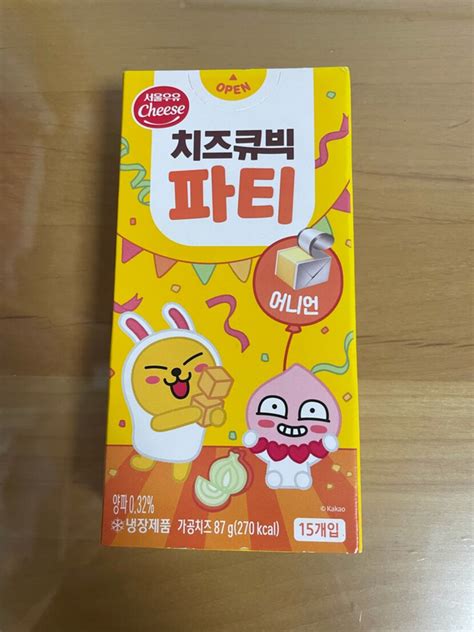 OPEN
서울우유
Cheese
치즈큐빅
파티
어니언
양파 0.32%
© Kakao
냉장제품 가공치즈 87 g(270 kcal)
15개입